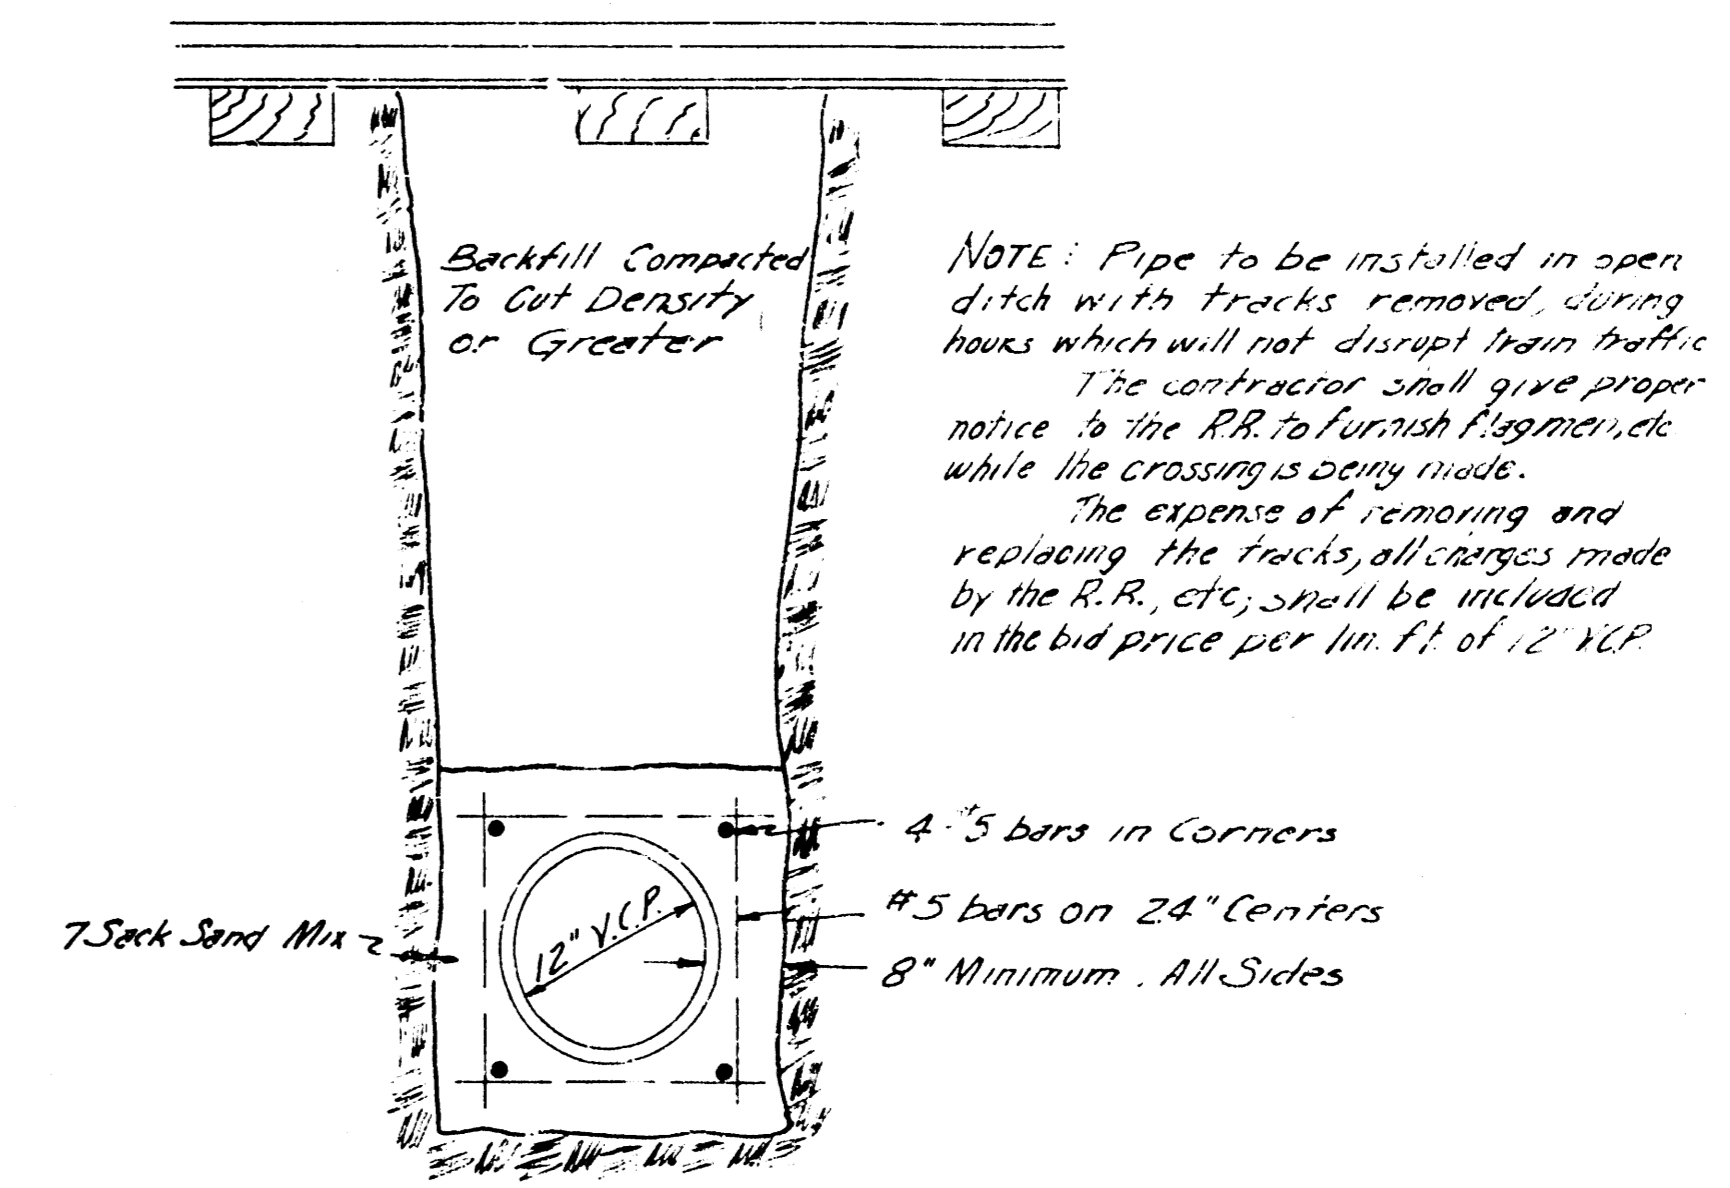 Backfill Compacted
To Cut Density
or Greater
NOTE: Pipe to be installed in open
ditch with tracks removed, during
hours which will not disrupt train traffic
The contractor shall give proper
notice to the R.R. to furnish flagmen, etc
while the crossing is being made.
The expense of removing and
replacing the tracks, all charges made
by the R.R., etc; shall be included
in the bid price per lin. ft. of 12" V.C.P.
4-#5 bars in Corners
#5 bars on 24" Centers
7 Sack Sand Mix
12" V.C.P.
8" Minimum. All Sides